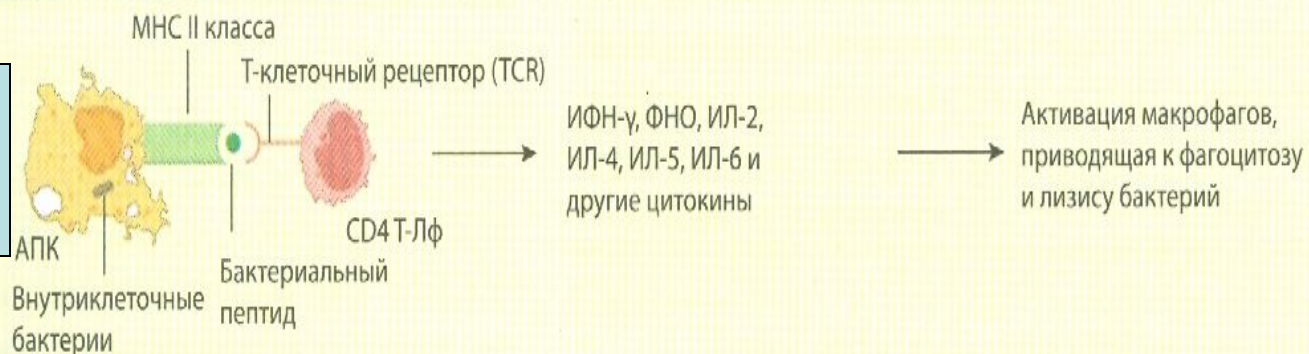 МНС II класса
Т-клеточный рецептор (TCR)
ИФН-γ, ФНО, ИЛ-2,
ИЛ-4, ИЛ-5, ИЛ-6 и
другие цитокины
Активация макрофагов,
приводящая к фагоцитозу
и лизису бактерий
CD4 Т-Лф
АПК
Бактериальный
пептид
Внутриклеточные
бактерии